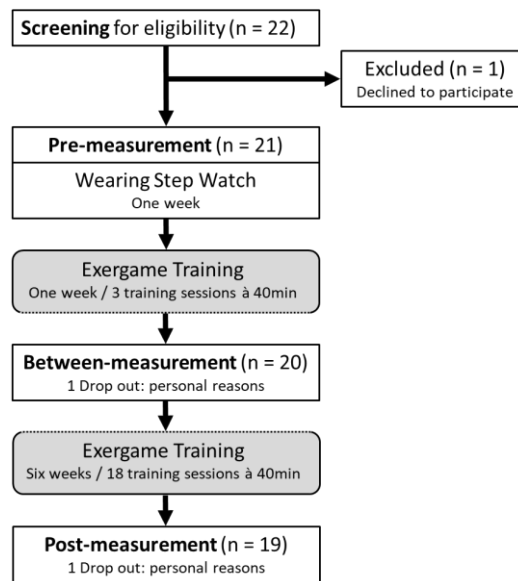 Screening for eligibility (n = 22)
Excluded (n = 1)
Declined to participate
Pre-measurement (n = 21)
Wearing Step Watch
One week
Exergame Training
One week / 3 training sessions à 40min
Between-measurement (n = 20)
1 Drop out: personal reasons
Exergame Training
Six weeks / 18 training sessions à 40min
Post-measurement (n = 19)
1 Drop out: personal reasons